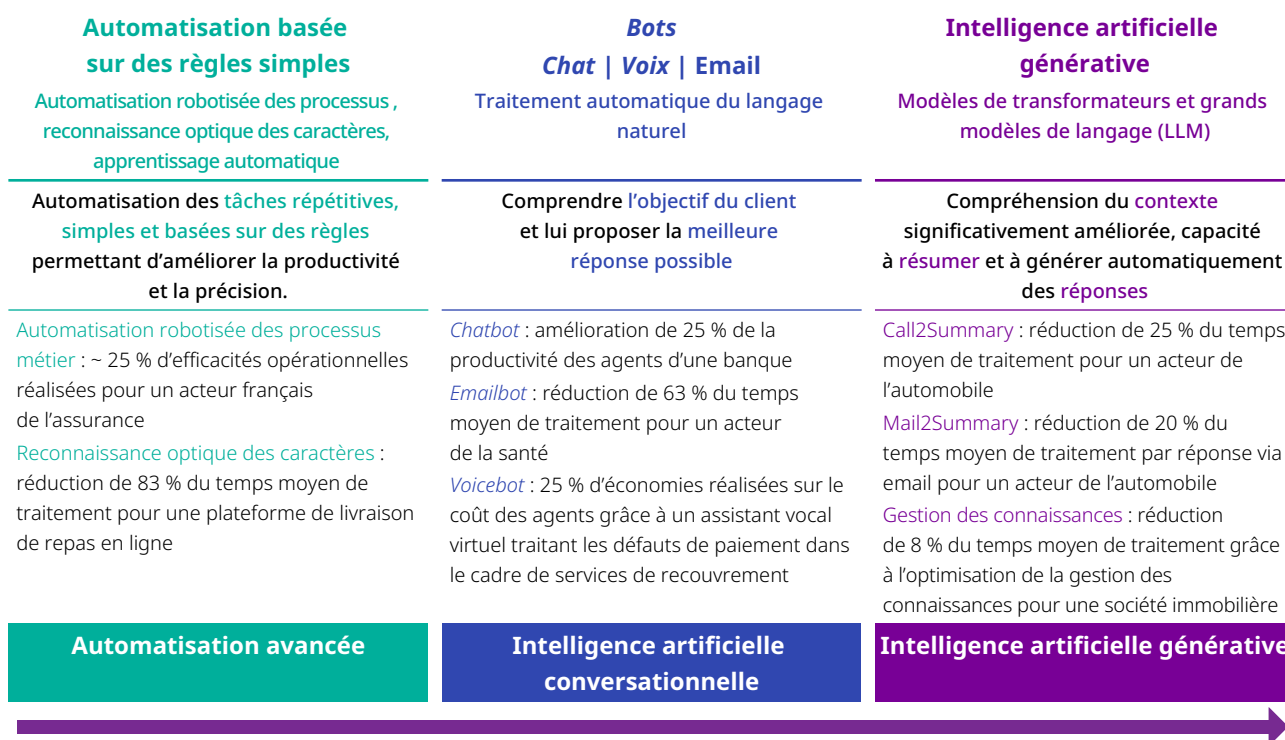 Automatisation basée
sur des règles simples
Automatisation robotisée des processus ,
reconnaissance optique des caractères,
apprentissage automatique
Automatisation des tâches répétitives,
simples et basées sur des règles
permettant d’améliorer la productivité
et la précision.
Automatisation robotisée des processus
métier : ~ 25 % d’efficacités opérationnelles
réalisées pour un acteur français
de l’assurance
Reconnaissance optique des caractères :
réduction de 83 % du temps moyen de
traitement pour une plateforme de livraison
de repas en ligne
Automatisation avancée
Bots
Chat | Voix | Email
Traitement automatique du langage
naturel
Comprendre l’objectif du client
et lui proposer la meilleure
réponse possible
Chatbot : amélioration de 25 % de la
productivité des agents d’une banque
Emailbot : réduction de 63 % du temps
moyen de traitement pour un acteur
de la santé
Voicebot : 25 % d’économies réalisées sur le
coût des agents grâce à un assistant vocal
virtuel traitant les défauts de paiement dans
le cadre de services de recouvrement
Intelligence artificielle
conversationnelle
Intelligence artificielle
générative
Modèles de transformateurs et grands
modèles de langage (LLM)
Compréhension du contexte
significativement améliorée, capacité
à résumer et à générer automatiquement
des réponses
Call2Summary : réduction de 25 % du temps
moyen de traitement pour un acteur de
l’automobile
Mail2Summary : réduction de 20 % du
temps moyen de traitement par réponse via
email pour un acteur de l’automobile
Gestion des connaissances : réduction
de 8 % du temps moyen de traitement grâce
à l’optimisation de la gestion des
connaissances pour une société immobilière
Intelligence artificielle générative